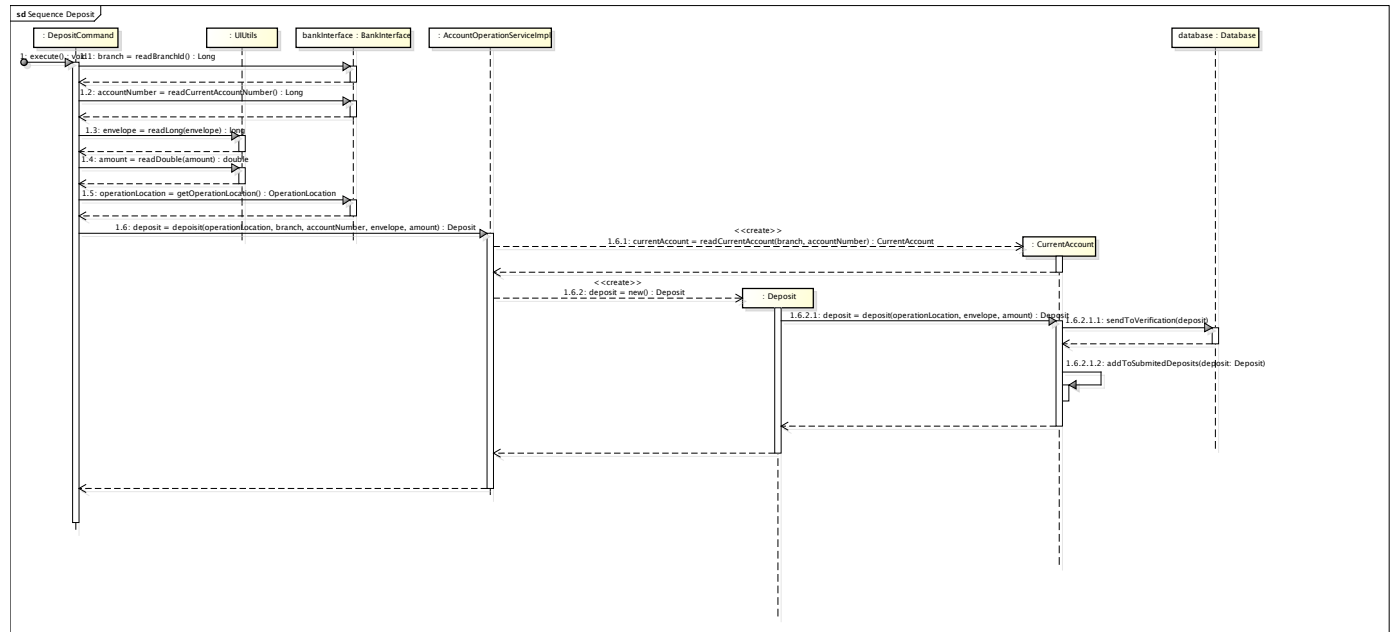 sd Sequence Deposit
: DepositCommand
: UIUtils
bankInterface : BankInterface
: AccountOperationServiceImpl
database : Database
1: execute() : void
1.1: branch = readBranchId() : Long
1.2: accountNumber = readCurrentAccountNumber() : Long
1.3: envelope = readLong(envelope) : long
1.4: amount = readDouble(amount) : double
1.5: operationLocation = getOperationLocation() : OperationLocation
1.6: deposit = depoisit(operationLocation, branch, accountNumber, envelope, amount) : Deposit
<<create>>
1.6.1: currentAccount = readCurrentAccount(branch, accountNumber) : CurrentAccount
: CurrentAccount
<<create>>
1.6.2: deposit = new() : Deposit
: Deposit
1.6.2.1: deposit = deposit(operationLocation, envelope, amount) : Deposit
1.6.2.1.1: sendToVerification(deposit)
1.6.2.1.2: addToSubmitedDeposits(deposit: Deposit)